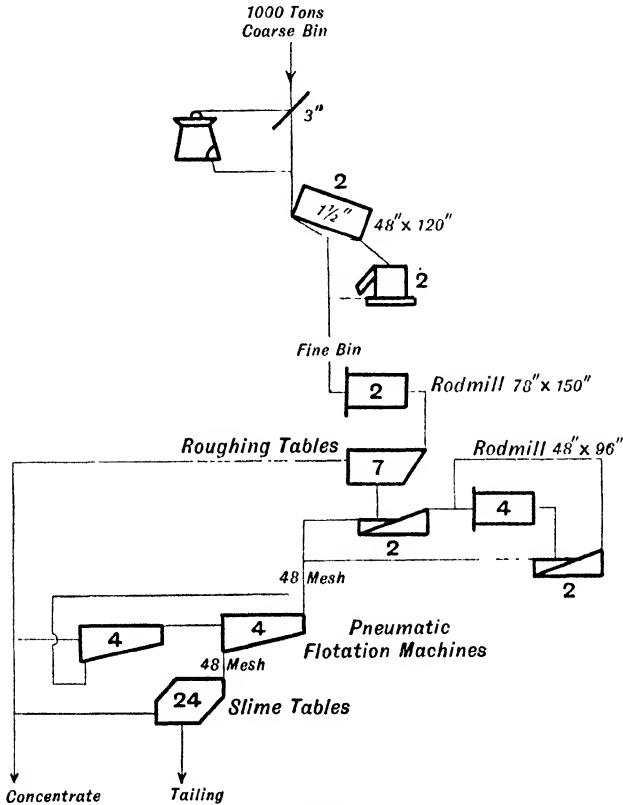 1000 Tons
Coarse Bin
3"
2
1½"
48" x 120"
2
Fine Bin
2
Rodmill 78" x 150"
Roughing Tables
7
Rodmill 48" x 96"
4
2
2
48 Mesh
4
4
Pneumatic
Flotation Machines
48 Mesh
24
Slime Tables
Concentrate
Tailing